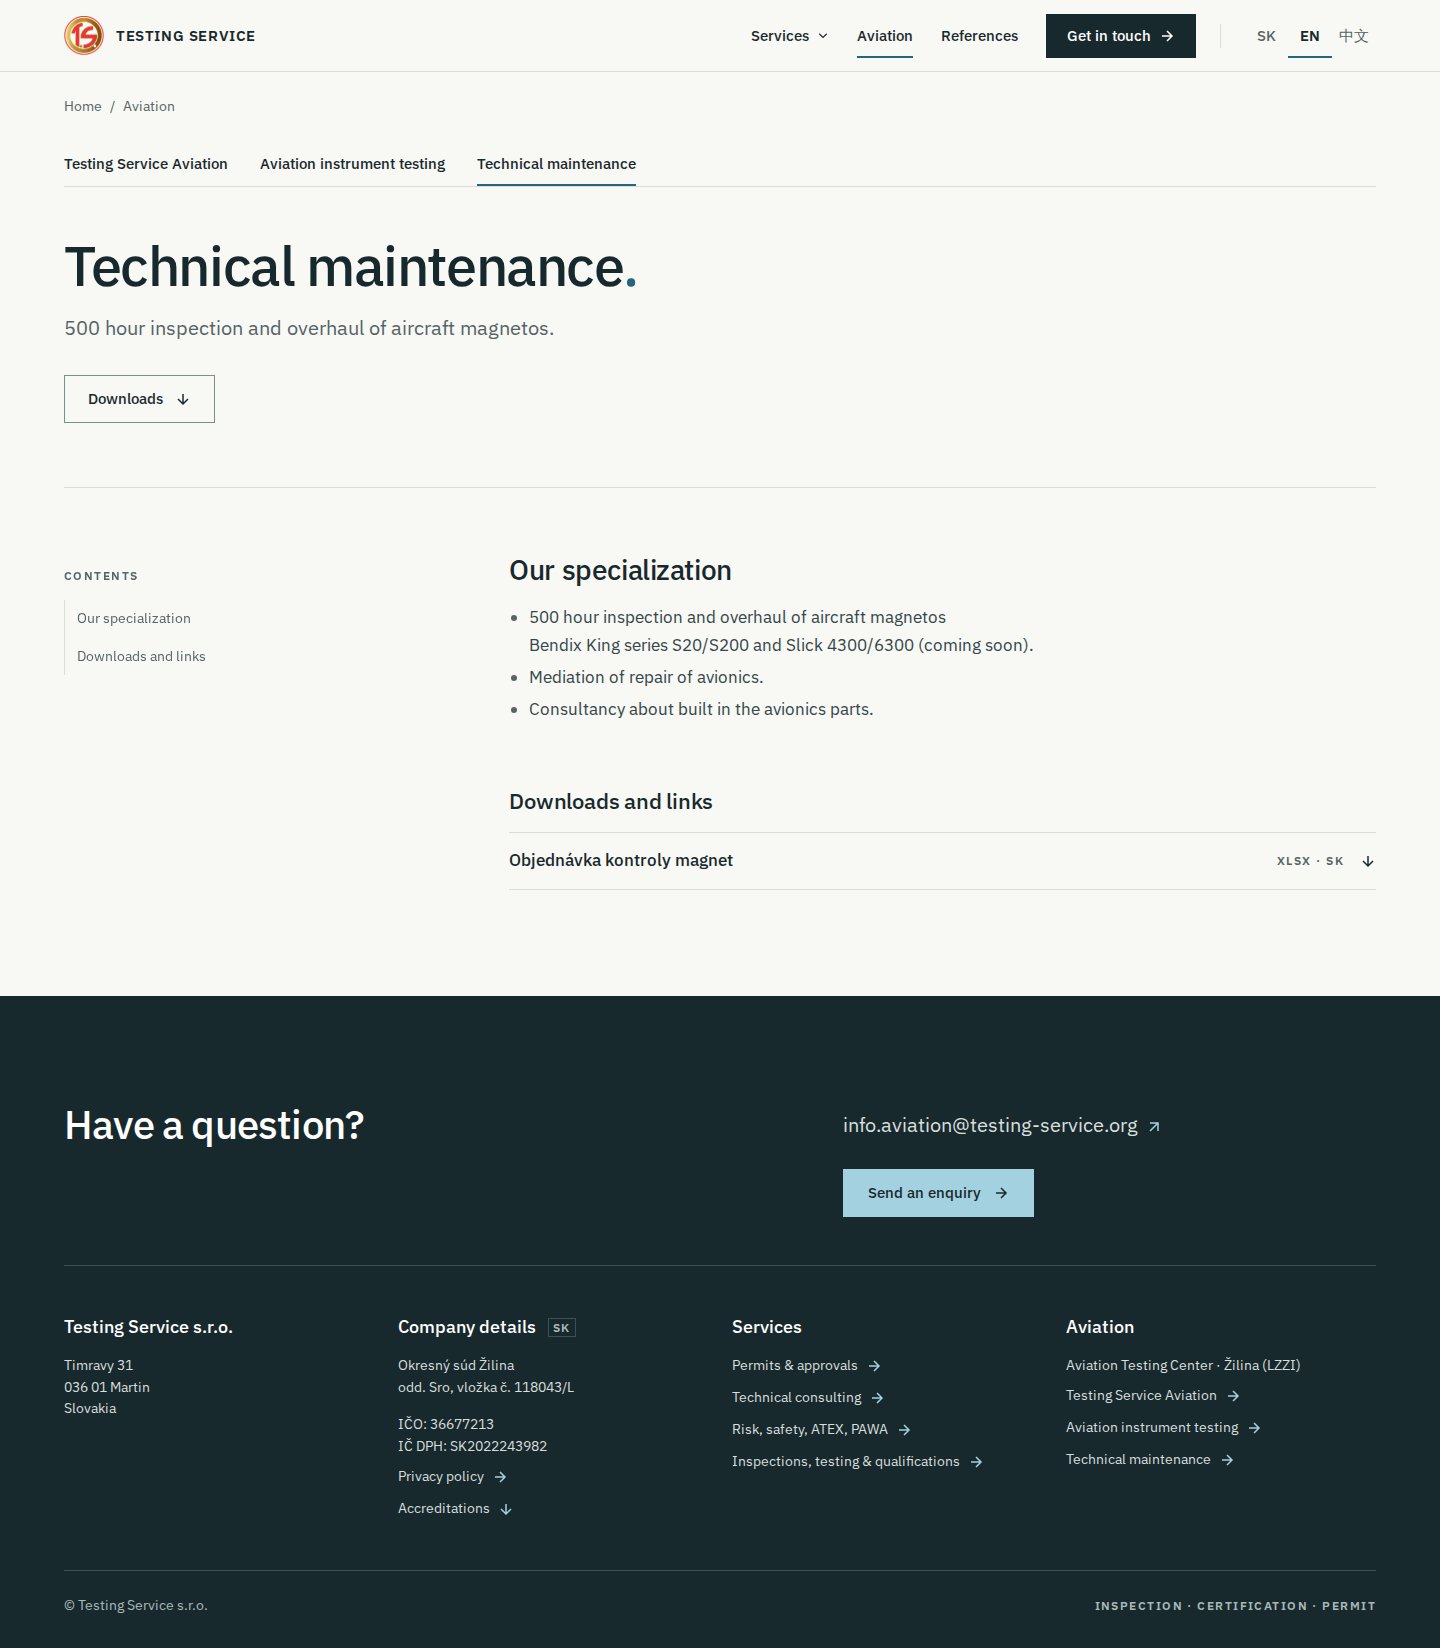 TS TESTING SERVICE
Services Aviation References Get in touch SK EN 中文
Home / Aviation
Testing Service Aviation Aviation instrument testing Technical maintenance
Technical maintenance.
500 hour inspection and overhaul of aircraft magnetos.
Downloads
CONTENTS
Our specialization
Downloads and links
Our specialization
500 hour inspection and overhaul of aircraft magnetos
Bendix King series S20/S200 and Slick 4300/6300 (coming soon).
Mediation of repair of avionics.
Consultancy about built in the avionics parts.
Downloads and links
Objednávka kontroly magnet XLSX · SK
Have a question?
info.aviation@testing-service.org
Send an enquiry
Testing Service s.r.o.
Timravy 31
036 01 Martin
Slovakia
Company details SK
Okresný súd Žilina
odd. Sro, vložka č. 118043/L
IČO: 36677213
IČ DPH: SK2022243982
Privacy policy
Accreditations
Services
Permits & approvals
Technical consulting
Risk, safety, ATEX, PAWA
Inspections, testing & qualifications
Aviation
Aviation Testing Center · Žilina (LZZI)
Testing Service Aviation
Aviation instrument testing
Technical maintenance
© Testing Service s.r.o.
INSPECTION · CERTIFICATION · PERMIT